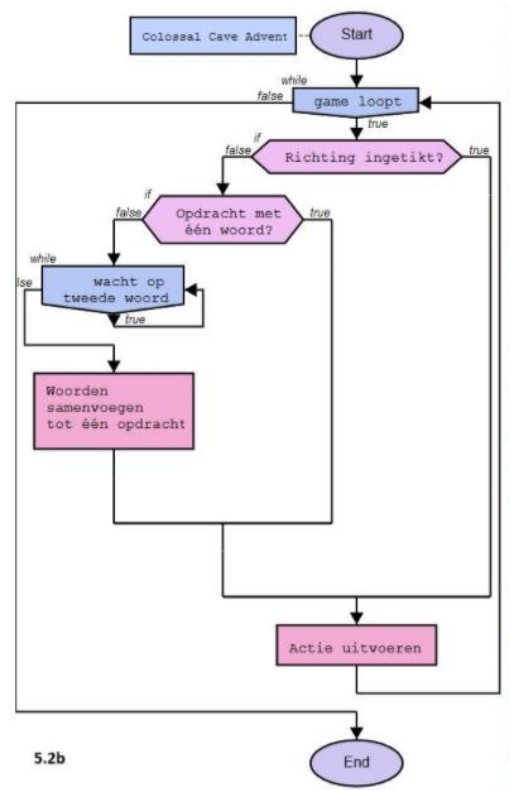 Colossal Cave Advent
Start
while
false
game loopt
true
if
false
Richting ingetikt?
true
if
false
Opdracht met
één woord?
true
while
lse
wacht op
tweede woord
true
Woorden
samenvoegen
tot één opdracht
Actie uitvoeren
5.2b
End